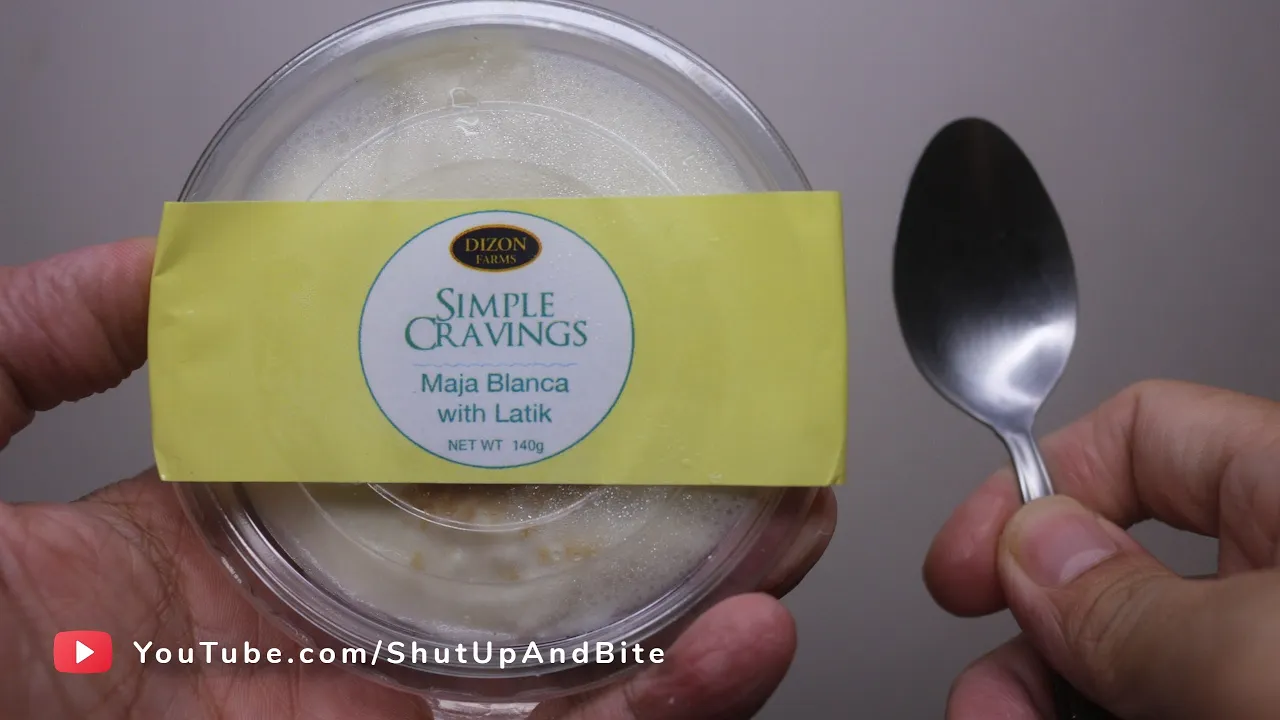 DIZON
FARMS
SIMPLE
CRAVINGS
Maja Blanca
with Latik
NET WT 140g
YouTube.com/ShutUpAndBite